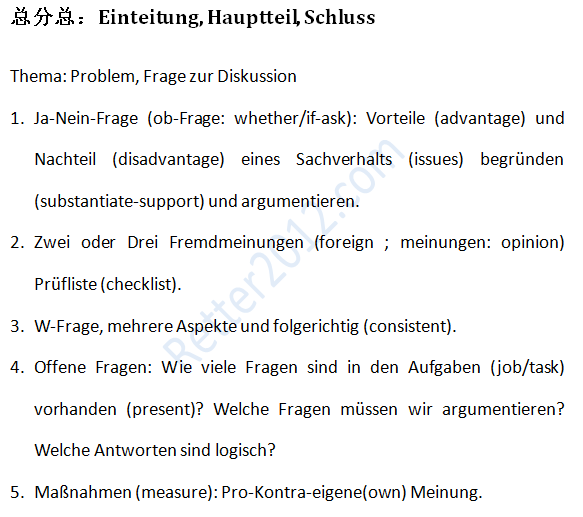 总分总：Einteitung, Hauptteil, Schluss
Thema: Problem, Frage zur Diskussion
1. Ja-Nein-Frage (ob-Frage: whether/if-ask): Vorteile (advantage) und
Nachteil (disadvantage) eines Sachverhalts (issues) begründen
(substantiate-support) und argumentieren.
2. Zwei oder Drei Fremdmeinungen (foreign ; meinungen: opinion)
Prüfliste (checklist).
3. W-Frage, mehrere Aspekte und folgerichtig (consistent).
4. Offene Fragen: Wie viele Fragen sind in den Aufgaben (job/task)
vorhanden (present)? Welche Fragen müssen wir argumentieren?
Welche Antworten sind logisch?
5. Maßnahmen (measure): Pro-Kontra-eigene(own) Meinung.
Retter2012.com